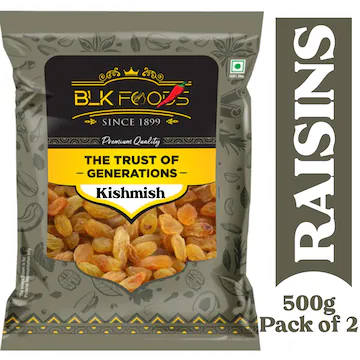 BLK FOODS
SINCE 1899
Premium Quality
THE TRUST OF
GENERATIONS
Kishmish
RAISINS
500g
Pack of 2